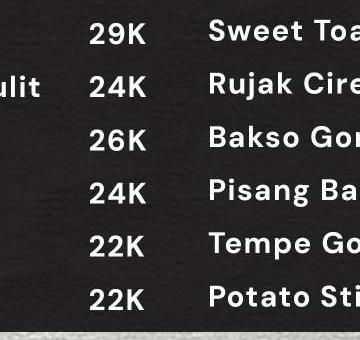 29K Sweet Toa
ulit 24K Rujak Cire
26K Bakso Gor
24K Pisang Ba
22K Tempe Go
22K Potato Sti